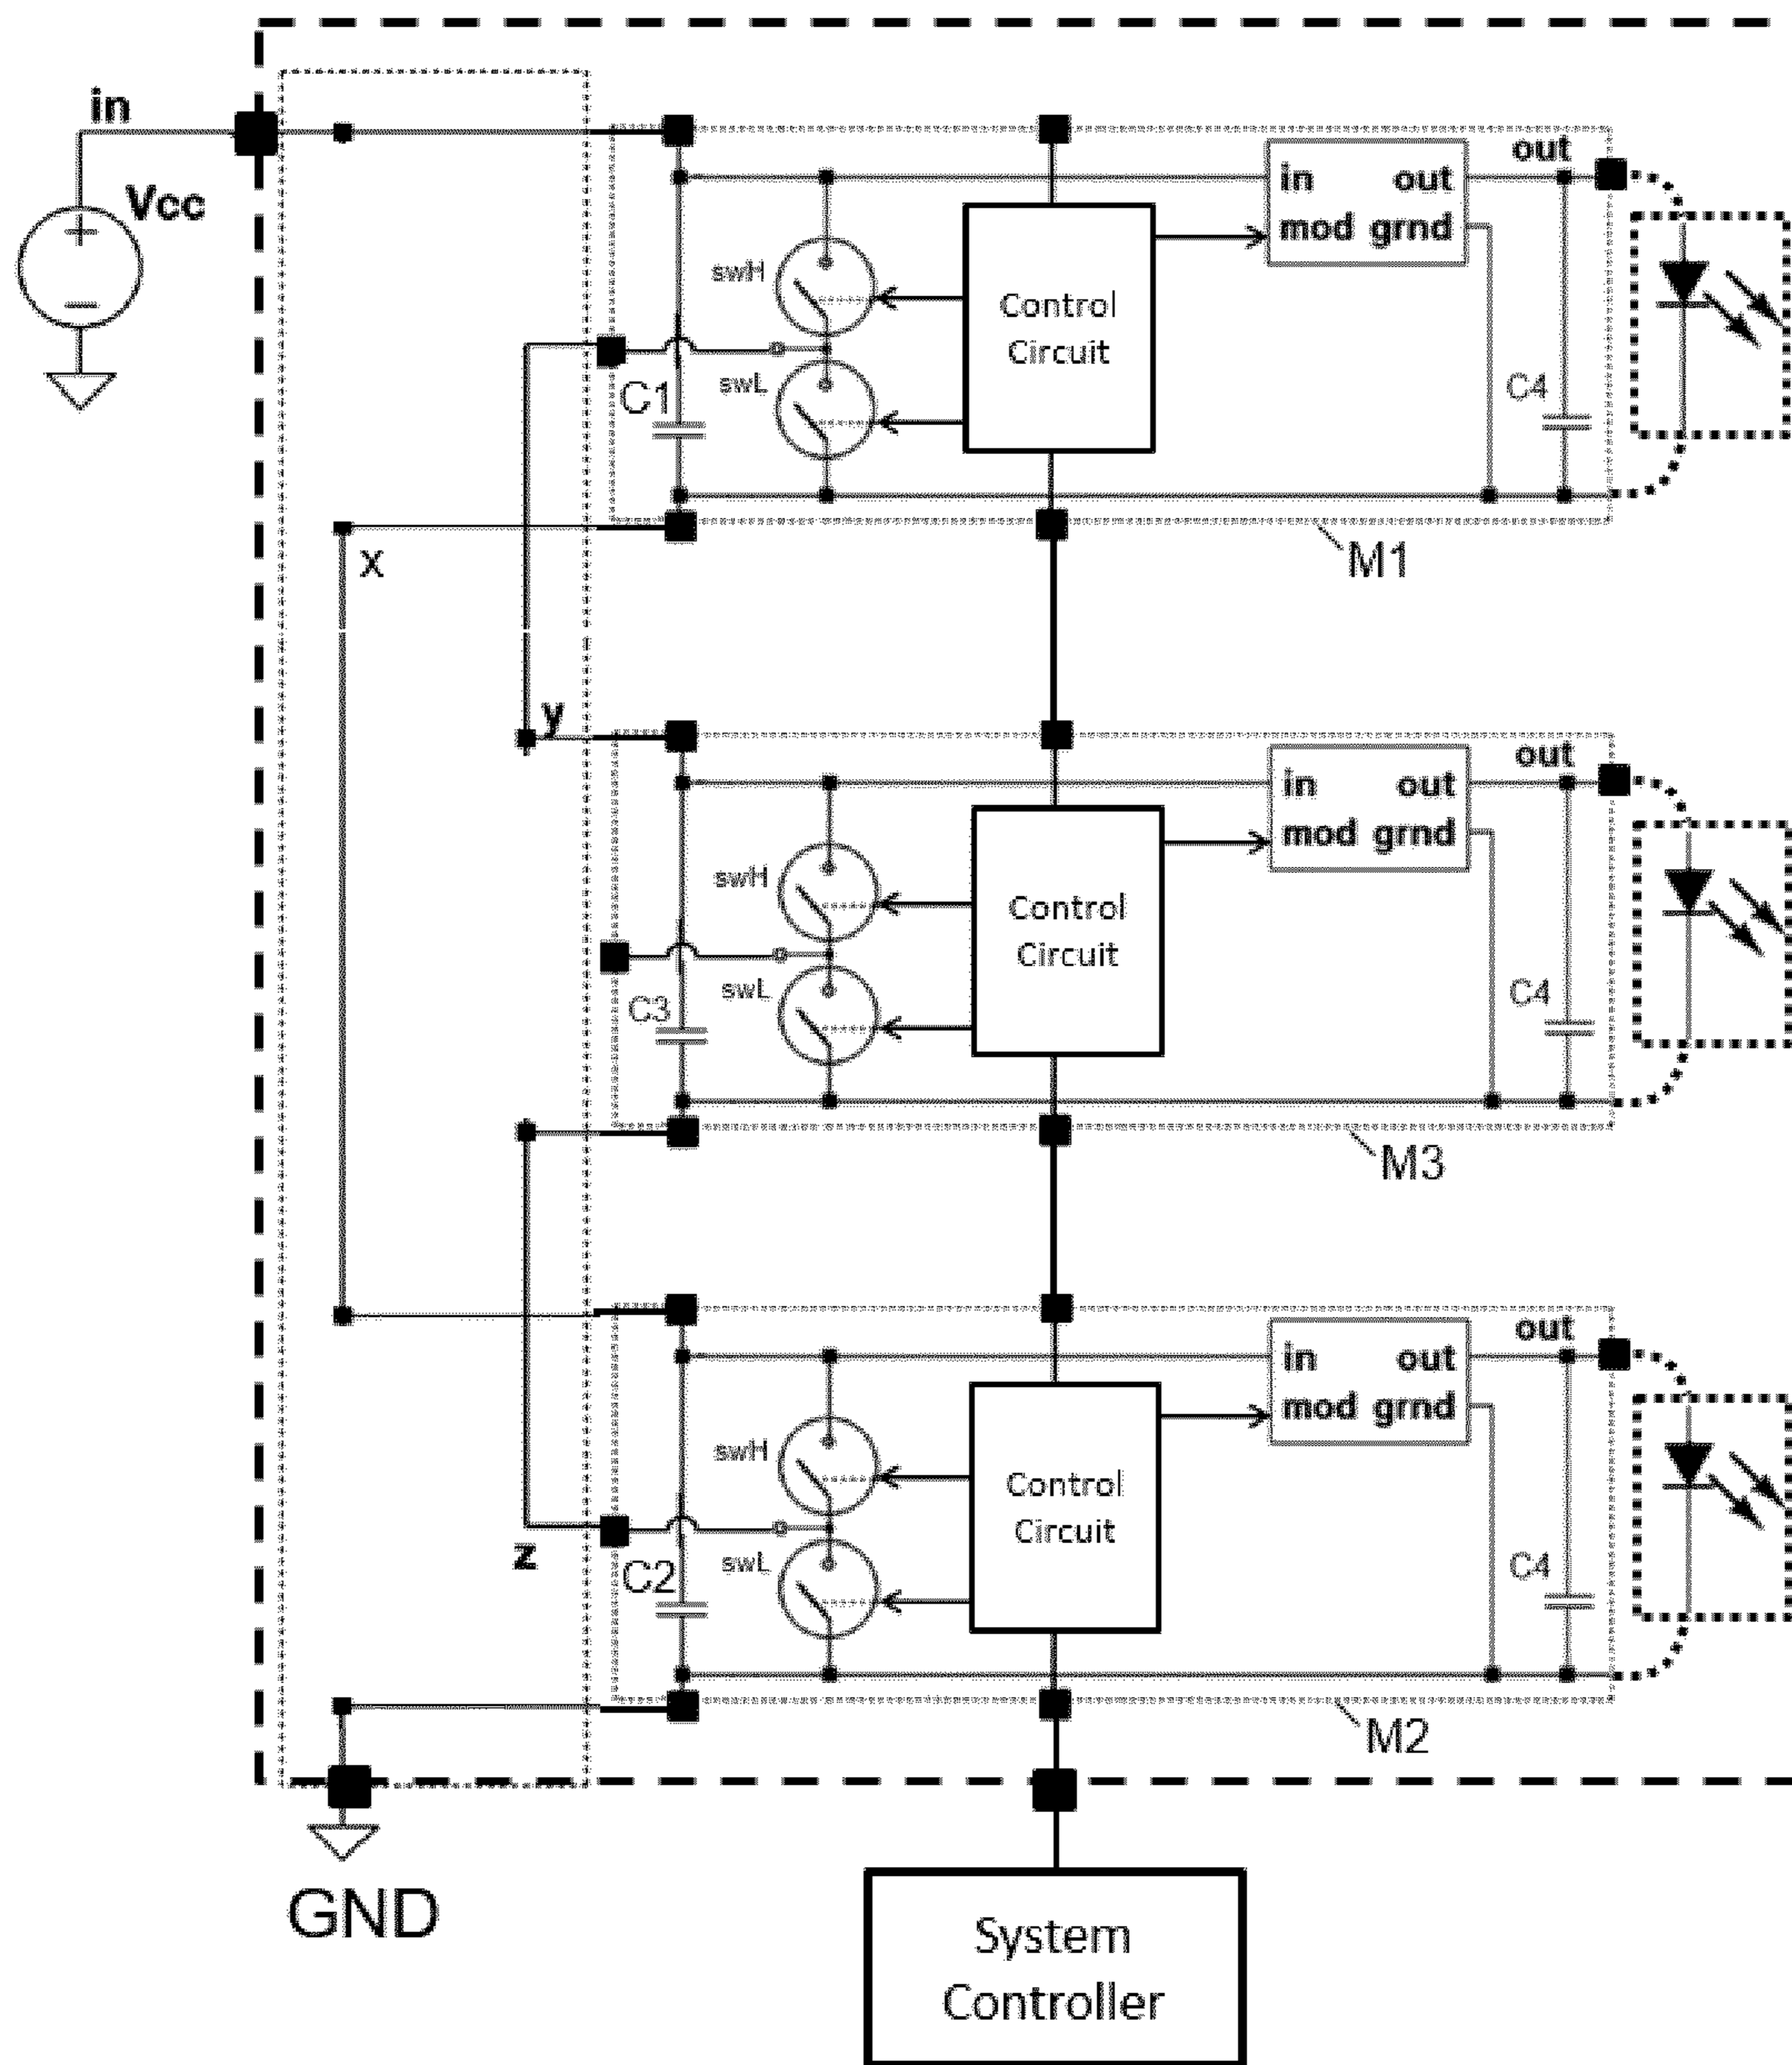 in
Vcc
+
−
in out
mod grnd
out
swH
swL
Control
Circuit
C1
C4
x
M1
y
in out
mod grnd
out
swH
swL
Control
Circuit
C3
C4
M3
in out
mod grnd
out
swH
swL
Control
Circuit
z
C2
C4
M2
GND
System
Controller